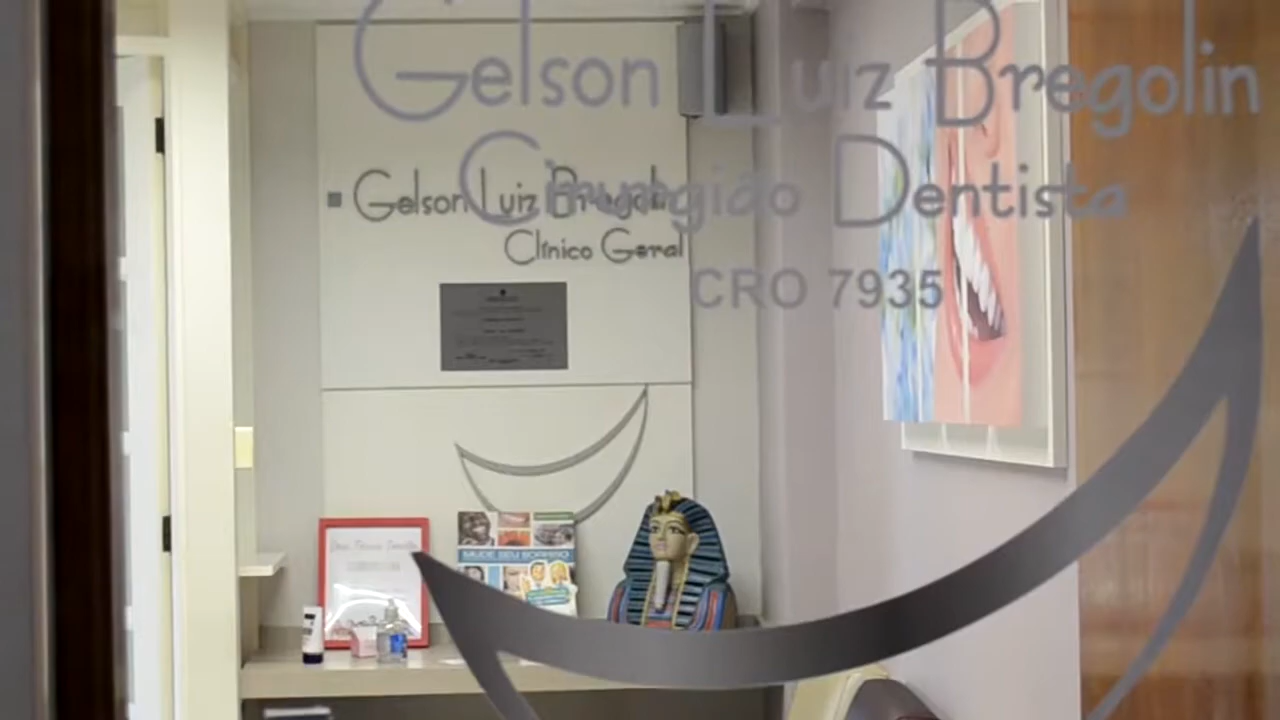 Gelson Luiz Bregolin
Cirurgião Dentista
CRO 7935
Gelson Luiz Bregolin
Clínico Geral
MUDE SEU SORRISO